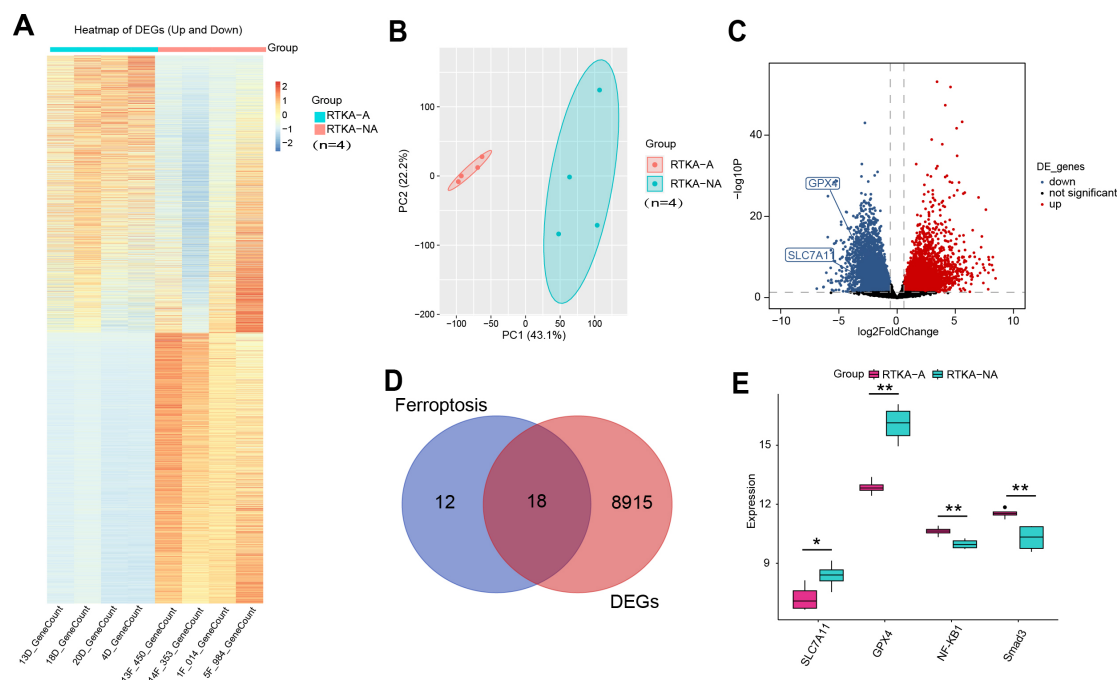 A
Heatmap of DEGs (Up and Down)
Group
2
1
0
−1
−2
Group
RTKA−A
RTKA−NA
(n=4)
13D_GeneCount
18D_GeneCount
20D_GeneCount
4D_GeneCount
13F_450_GeneCount
14F_353_GeneCount
1F_014_GeneCount
5F_984_GeneCount
B
PC2 (22.2%)
100
0
−100
−200
−100
−50
0
50
100
PC1 (43.1%)
Group
RTKA−A
RTKA−NA
(n=4)
C
−log10P
40
20
0
GPX4
SLC7A11
−10
−5
0
5
10
log2FoldChange
DE_genes
down
not significant
up
D
Ferroptosis
12
18
8915
DEGs
E
Group RTKA−A RTKA−NA
Expression
15
12
9
*
**
**
**
SLC7A11
GPX4
NF-KB1
Smad3